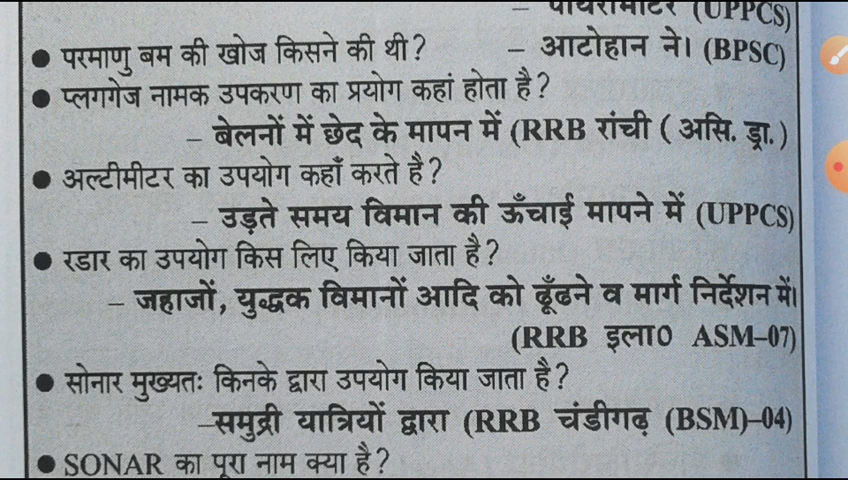 – पायरोमीटर (UPPCS)
● परमाणु बम की खोज किसने की थी? – आटोहान ने। (BPSC)
● प्लगगेज नामक उपकरण का प्रयोग कहां होता है?
– बेलनों में छेद के मापन में (RRB रांची ( असि. ड्रा.)
● अल्टीमीटर का उपयोग कहाँ करते है?
– उड़ते समय विमान की ऊँचाई मापने में (UPPCS)
● रडार का उपयोग किस लिए किया जाता है?
– जहाजों, युद्धक विमानों आदि को ढूँढने व मार्ग निर्देशन में।
(RRB इला0 ASM–07)
● सोनार मुख्यतः किनके द्वारा उपयोग किया जाता है?
–समुद्री यात्रियों द्वारा (RRB चंडीगढ़ (BSM)–04)
● SONAR का पूरा नाम क्या है?